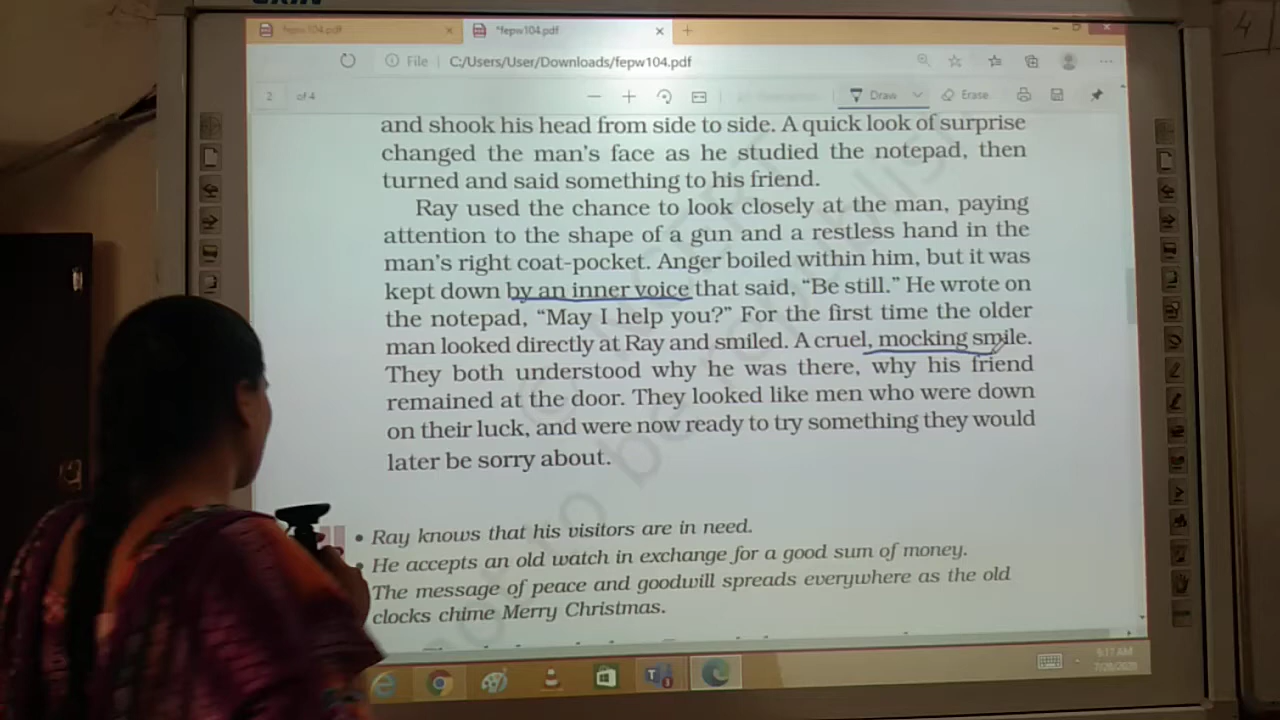 fepw104.pdf
*fepw104.pdf
File
C:/Users/User/Downloads/fepw104.pdf
2 of 4
Draw
Erase
and shook his head from side to side. A quick look of surprise
changed the man's face as he studied the notepad, then
turned and said something to his friend.
Ray used the chance to look closely at the man, paying
attention to the shape of a gun and a restless hand in the
man's right coat-pocket. Anger boiled within him, but it was
kept down by an inner voice that said, "Be still." He wrote on
the notepad, "May I help you?" For the first time the older
man looked directly at Ray and smiled. A cruel, mocking smile.
They both understood why he was there, why his friend
remained at the door. They looked like men who were down
on their luck, and were now ready to try something they would
later be sorry about.
• Ray knows that his visitors are in need.
• He accepts an old watch in exchange for a good sum of money.
The message of peace and goodwill spreads everywhere as the old
clocks chime Merry Christmas.
9:17 AM
4